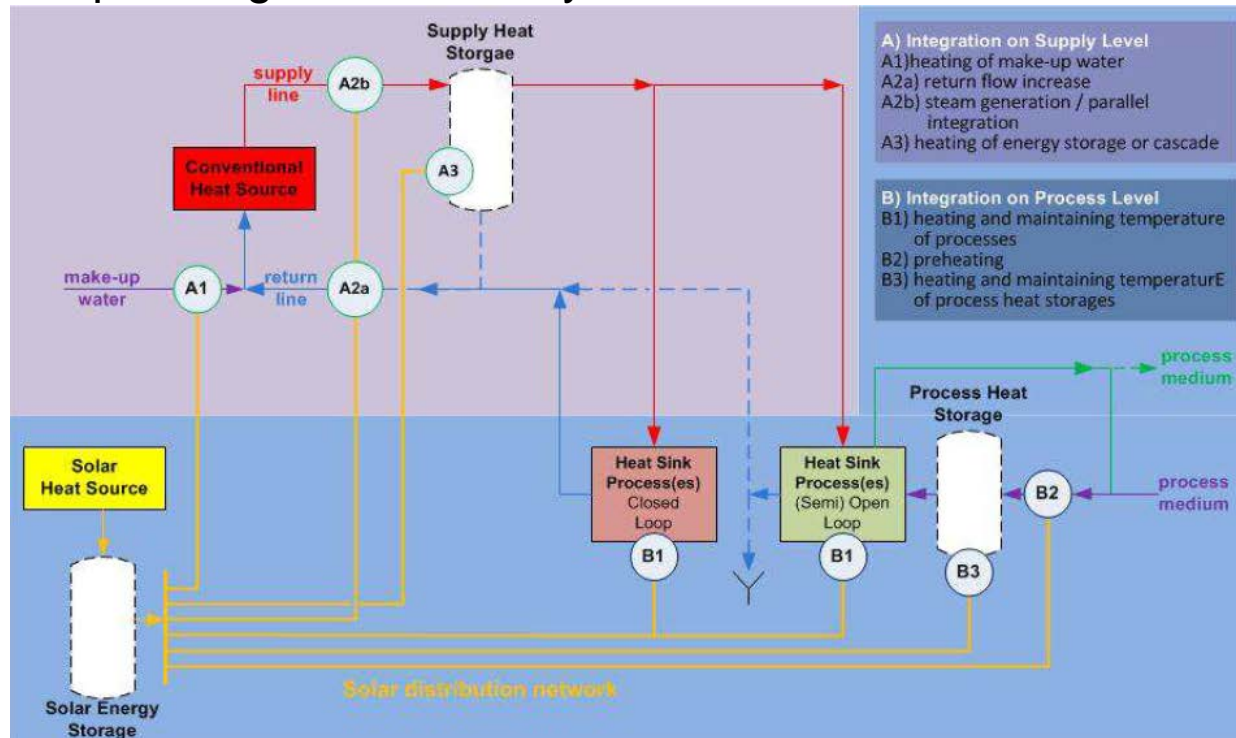 Supply Heat
Storgae
supply
line
A2b
A3
Conventional
Heat Source
make-up
water
A1
return
line
A2a
A) Integration on Supply Level
A1)heating of make-up water
A2a) return flow increase
A2b) steam generation / parallel
integration
A3) heating of energy storage or cascade
B) Integration on Process Level
B1) heating and maintaining temperature
of processes
B2) preheating
B3) heating and maintaining temperaturE
of process heat storages
process
medium
Process Heat
Storage
Solar
Heat Source
Heat Sink
Process(es)
Closed
Loop
B1
Heat Sink
Process(es)
(Semi) Open
Loop
B1
B3
B2
process
medium
Solar distribution network
Solar Energy
Storage